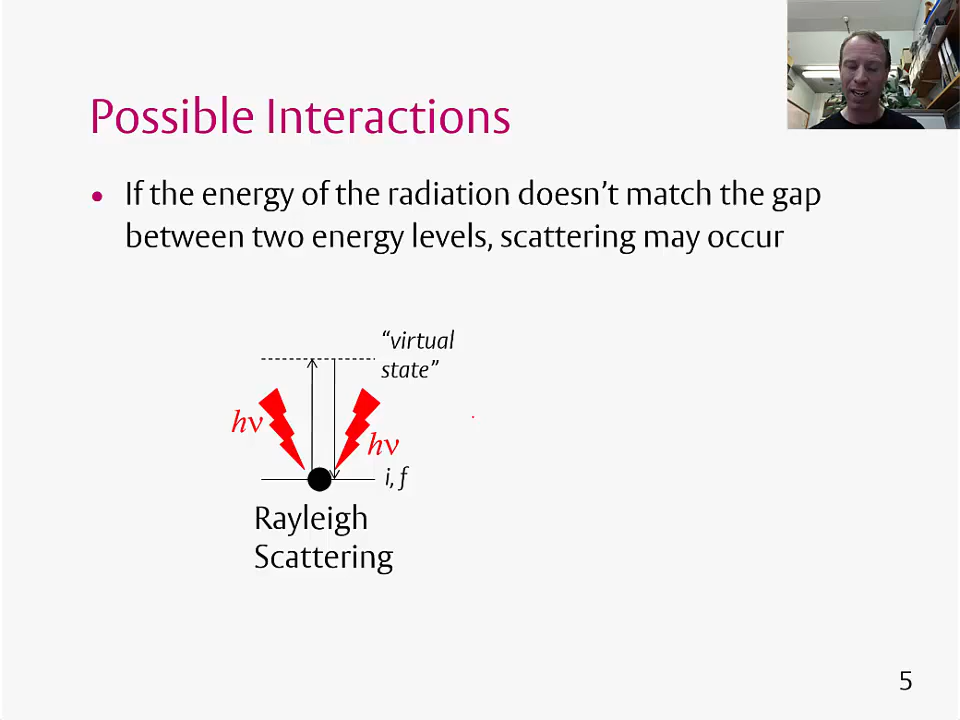 Possible Interactions
• If the energy of the radiation doesn’t match the gap
between two energy levels, scattering may occur
“virtual
state”
hν
hν
i, f
Rayleigh
Scattering
5